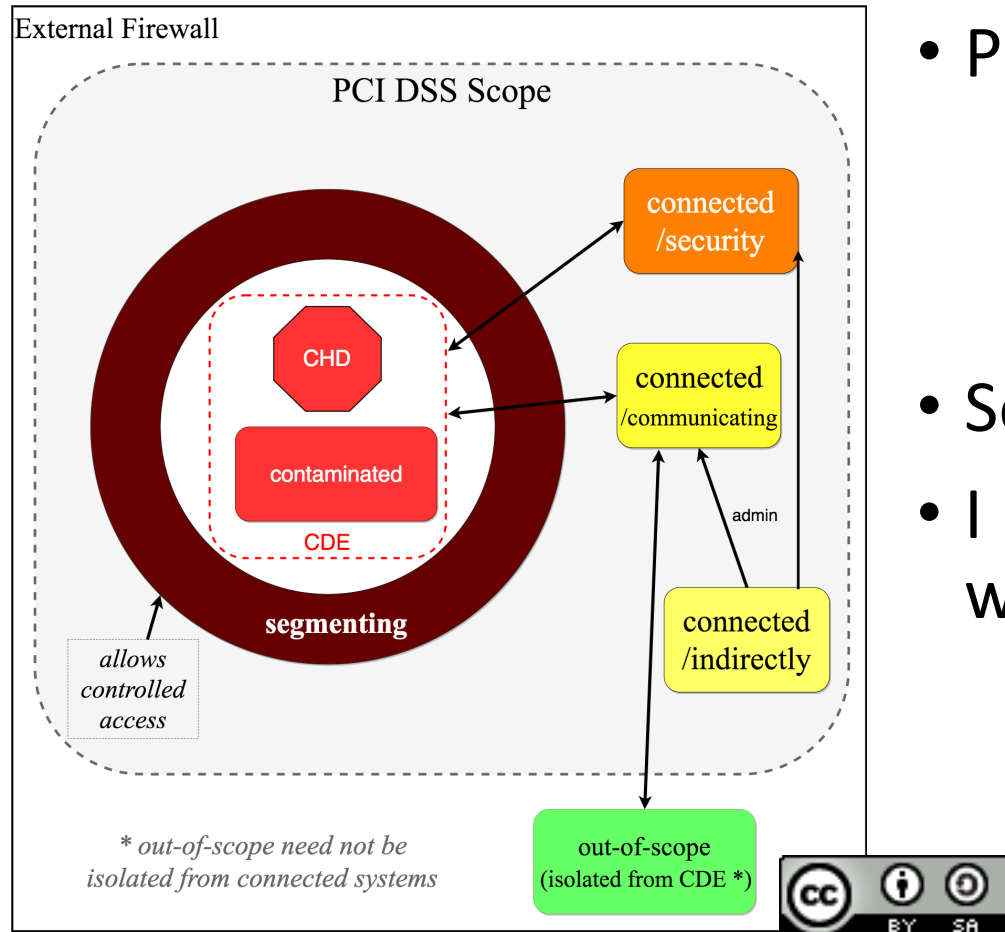 External Firewall
PCI DSS Scope
connected
/security
CHD
connected
/communicating
contaminated
admin
CDE
segmenting
connected
/indirectly
allows
controlled
access
* out-of-scope need not be
isolated from connected systems
out-of-scope
(isolated from CDE *)
• P
• S
• I
w
cc
BY SA